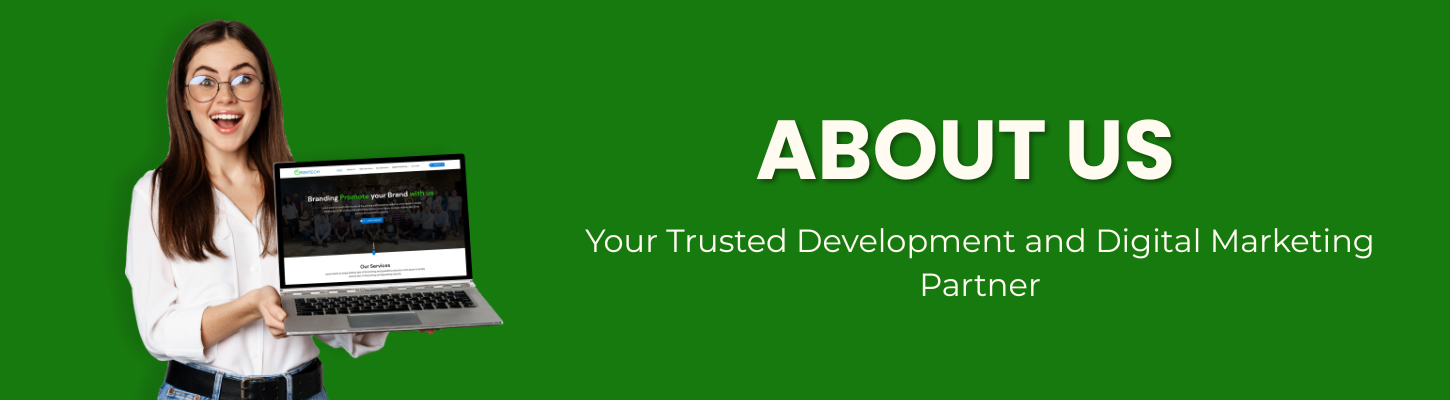 ABOUT US
Your Trusted Development and Digital Marketing
Partner
Branding Promote your Brand with us
Our Services